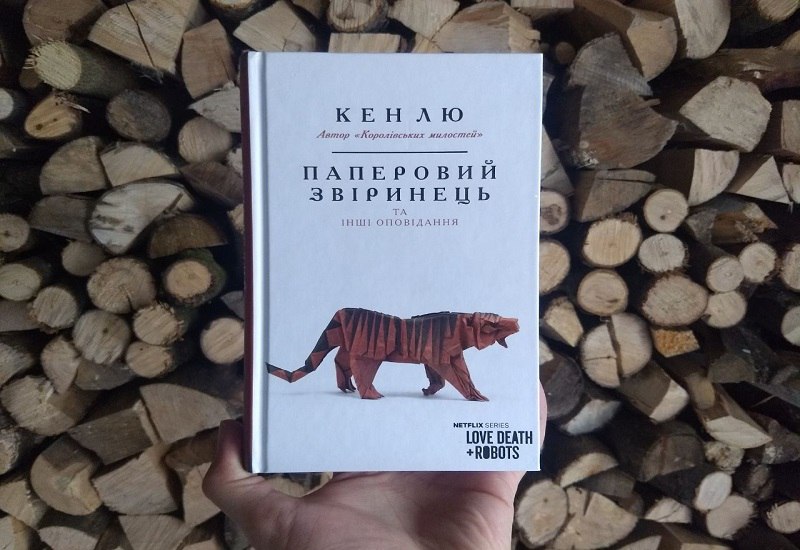 КЕН ЛЮ
Автор «Королівських милостей»
ПАПЕРОВИЙ
ЗВІРИНЕЦЬ
ТА
ІНШІ ОПОВІДАННЯ
NETFLIX SERIES
LOVE DEATH
+ ROBOTS